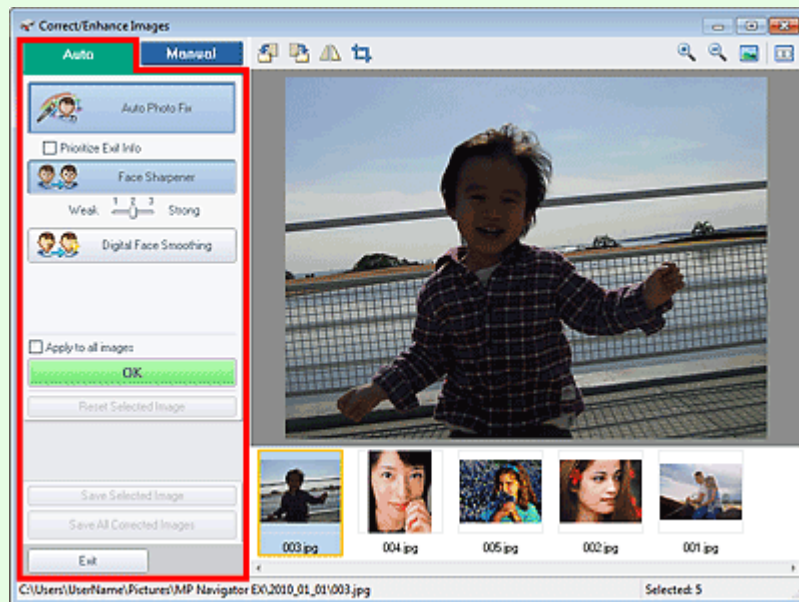 Correct/Enhance Images
Auto Manual
Auto Photo Fix
Prioritize Exif Info
Face Sharpener
1 2 3
Weak Strong
Digital Face Smoothing
Apply to all images
OK
Reset Selected Image
Save Selected Image
Save All Corrected Images
Exit
003.jpg 004.jpg 005.jpg 002.jpg 001.jpg
C:\Users\UserName\Pictures\MP Navigator EX\2010_01_01\003.jpg Selected: 5